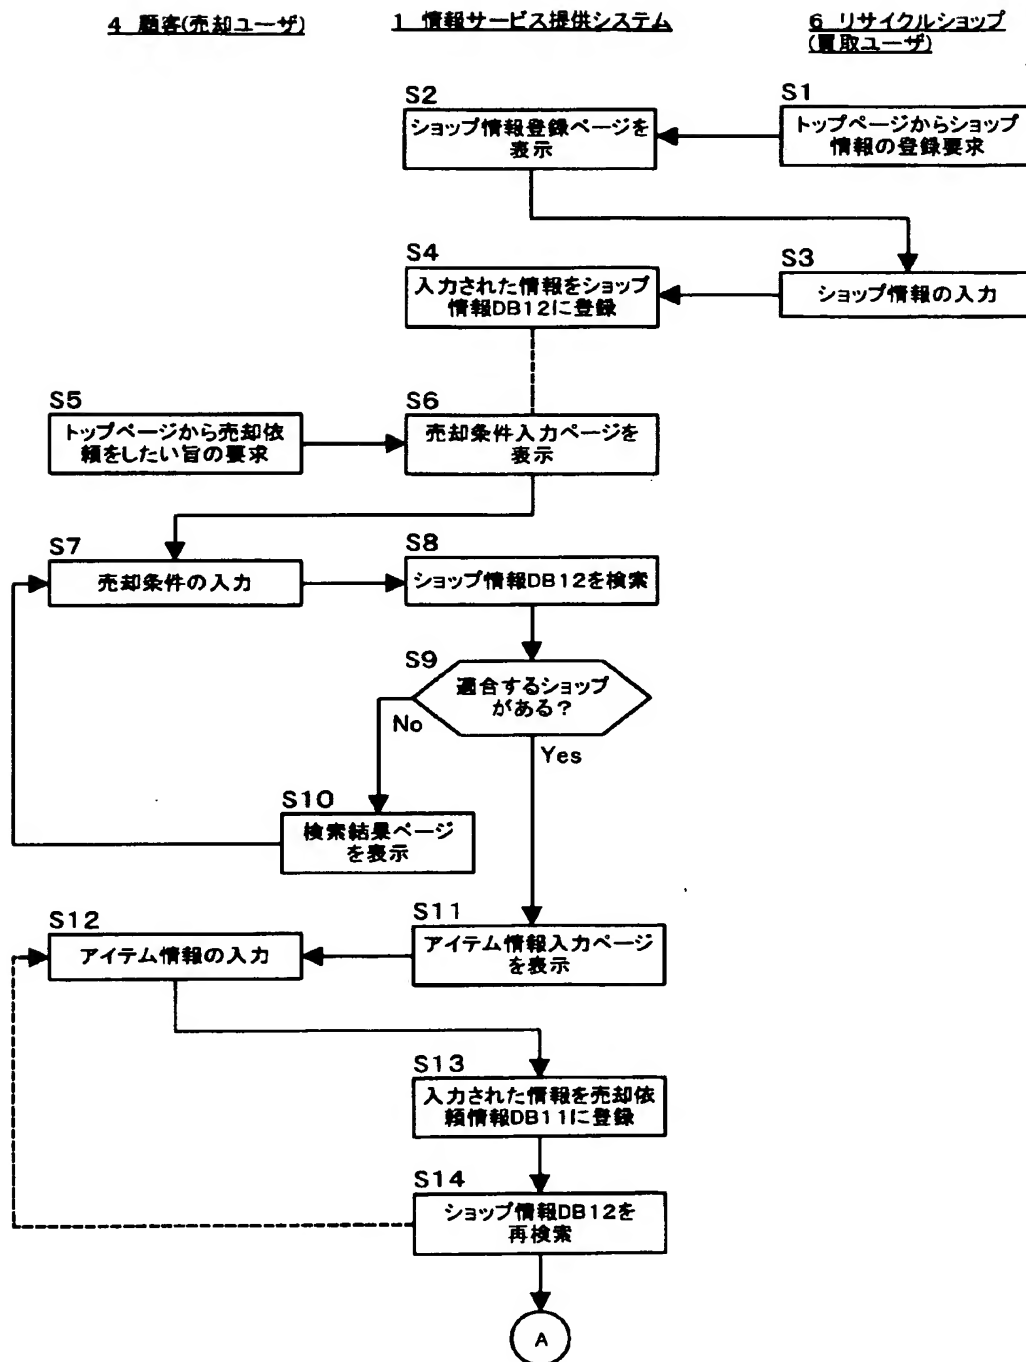 4 顧客(売却ユーザ)
1 情報サービス提供システム
6 リサイクルショップ
(買取ユーザ)
S2
ショップ情報登録ページを
表示
S1
トップページからショップ
情報の登録要求
S4
入力された情報をショップ
情報DB12に登録
S3
ショップ情報の入力
S5
トップページから売却依
頼をしたい旨の要求
S6
売却条件入力ページを
表示
S7
売却条件の入力
S8
ショップ情報DB12を検索
S9
適合するショップ
がある?
No
Yes
S10
検索結果ページ
を表示
S12
アイテム情報の入力
S11
アイテム情報入力ページ
を表示
S13
入力された情報を売却依
頼情報DB11に登録
S14
ショップ情報DB12を
再検索
A